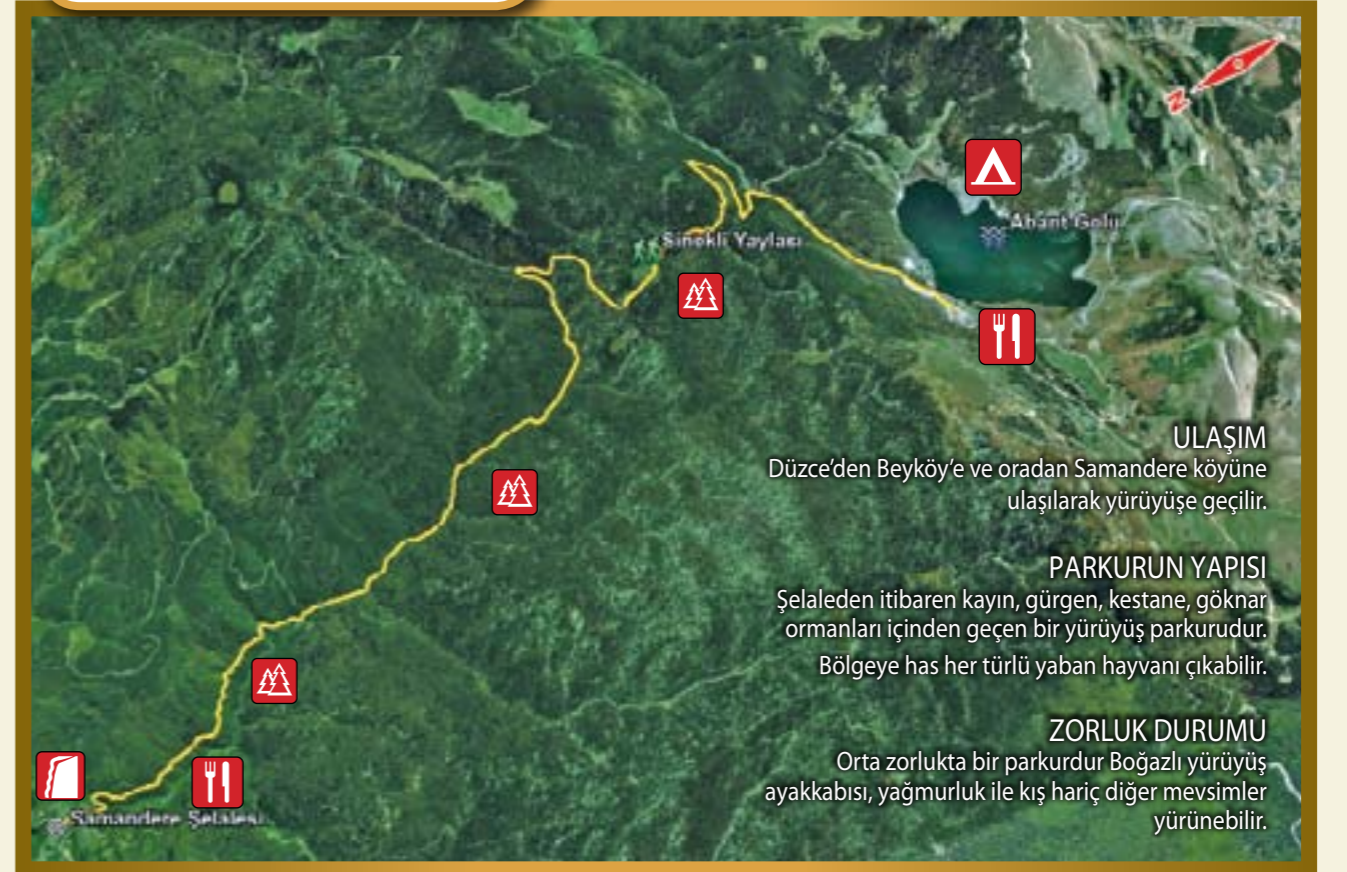 N
Abant Golu
Sinekli Yaylası
ULAŞIM
Düzce’den Beyköy’e ve oradan Samandere köyüne
ulaşılarak yürüyüşe geçilir.
PARKURUN YAPISI
Şelaleden itibaren kayın, gürgen, kestane, göknar
ormanları içinden geçen bir yürüyüş parkurudur.
Bölgeye has her türlü yaban hayvanı çıkabilir.
ZORLUK DURUMU
Orta zorlukta bir parkurdur Boğazlı yürüyüş
ayakkabısı, yağmurluk ile kış hariç diğer mevsimler
yürünebilir.
Samandere Şelalesi